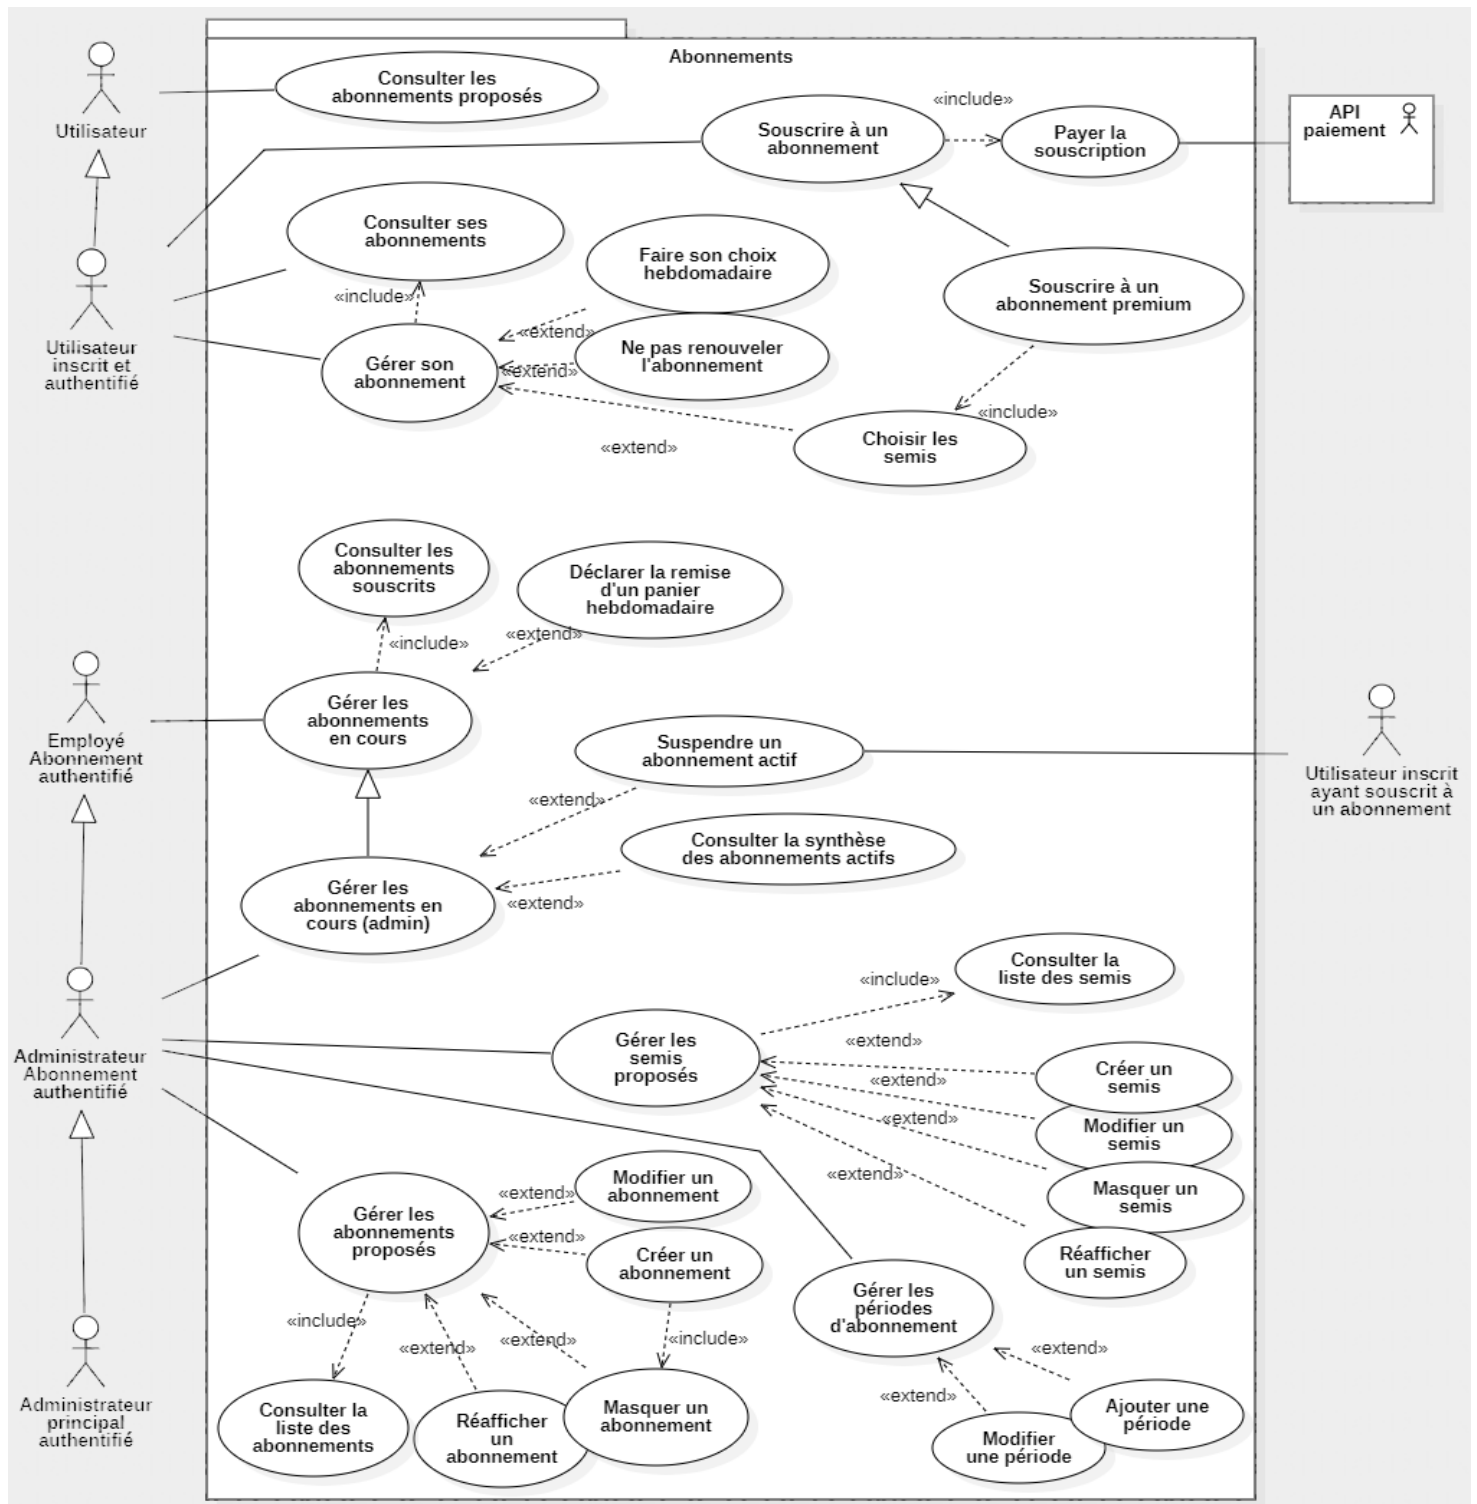 Abonnements
Utilisateur
Consulter les
abonnements proposés
Souscrire à un
abonnement
«include»
Payer la
souscription
API
paiement
Consulter ses
abonnements
«include»
Faire son choix
hebdomadaire
«extend»
Souscrire à un
abonnement premium
Utilisateur
inscrit et
authentifié
Gérer son
abonnement
Ne pas renouveler
l'abonnement
«extend»
«include»
Choisir les
semis
«extend»
Consulter les
abonnements
souscrits
Déclarer la remise
d'un panier
hebdomadaire
«include»
«extend»
Employé
Abonnement
authentifié
Gérer les
abonnements
en cours
Suspendre un
abonnement actif
Utilisateur inscrit
ayant souscrit à
un abonnement
«extend»
Consulter la synthèse
des abonnements actifs
Gérer les
abonnements en
cours (admin)
«extend»
Consulter la
liste des semis
«include»
Administrateur
Abonnement
authentifié
Gérer les
semis
proposés
«extend»
Créer un
semis
«extend»
Modifier un
semis
«extend»
Masquer un
semis
«extend»
Réafficher
un semis
Modifier un
abonnement
«extend»
Gérer les
abonnements
proposés
«extend»
Créer un
abonnement
Gérer les
périodes
d'abonnement
«include»
«extend»
«extend»
«include»
«extend»
«extend»
Administrateur
principal
authentifié
Consulter la
liste des
abonnements
Réafficher
un
abonnement
Masquer un
abonnement
Modifier
une période
Ajouter une
période